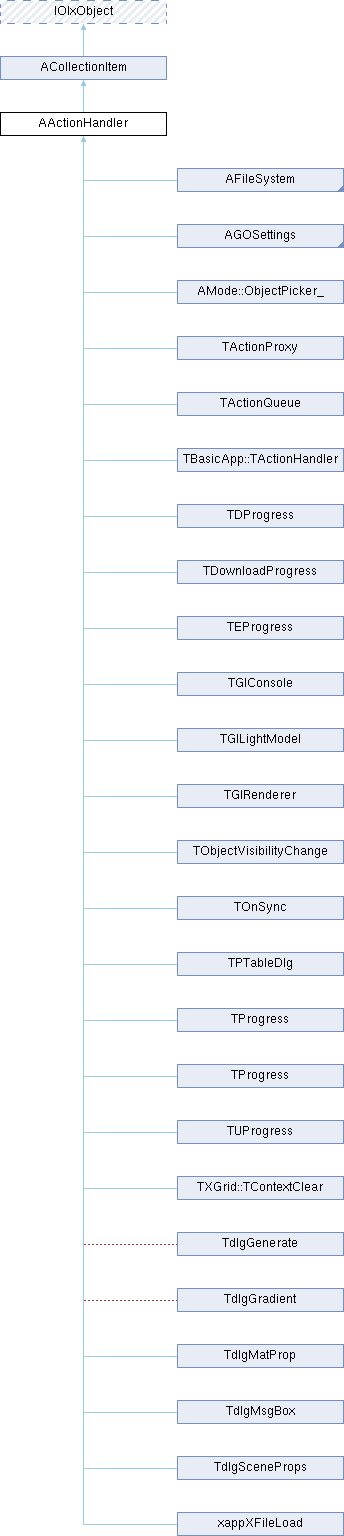 IOlxObject
ACollectionItem
AActionHandler
AFileSystem
AGOSettings
AMode::ObjectPicker_
TActionProxy
TActionQueue
TBasicApp::TActionHandler
TDProgress
TDownloadProgress
TEProgress
TGlConsole
TGlLightModel
TGlRenderer
TObjectVisibilityChange
TOnSync
TPTableDlg
TProgress
TProgress
TUProgress
TXGrid::TContextClear
TdlgGenerate
TdlgGradient
TdlgMatProp
TdlgMsgBox
TdlgSceneProps
xappXFileLoad